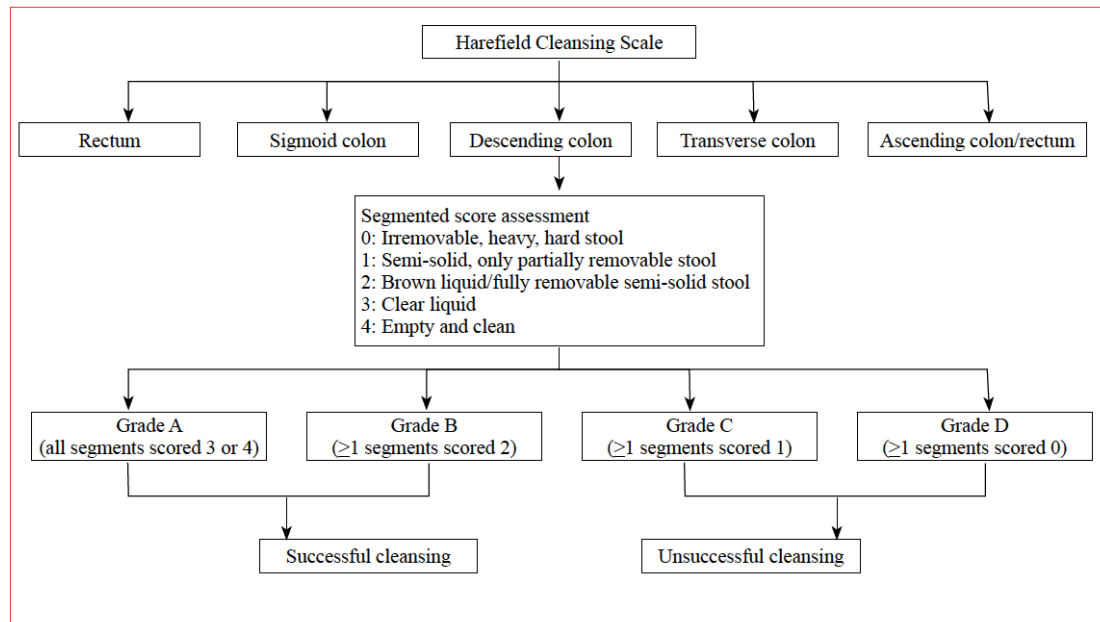 Harefield Cleansing Scale
Rectum
Sigmoid colon
Descending colon
Transverse colon
Ascending colon/rectum
Segmented score assessment
0: Irremovable, heavy, hard stool
1: Semi-solid, only partially removable stool
2: Brown liquid/fully removable semi-solid stool
3: Clear liquid
4: Empty and clean
Grade A
(all segments scored 3 or 4)
Grade B
(≥1 segments scored 2)
Grade C
(≥1 segments scored 1)
Grade D
(≥1 segments scored 0)
Successful cleansing
Unsuccessful cleansing